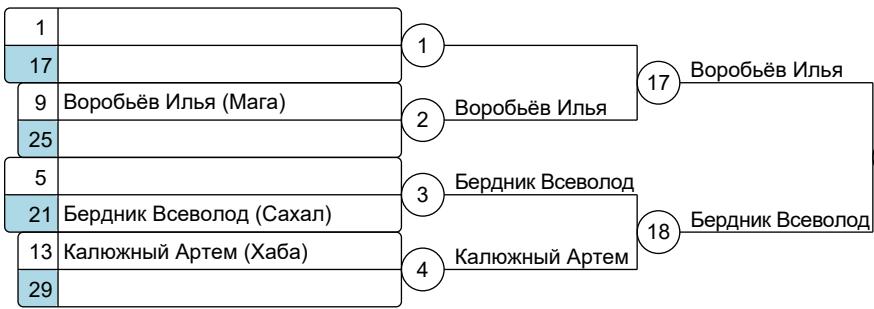 1
17
1
9 Воробьёв Илья (Мага)
25
2
Воробьёв Илья
17
Воробьёв Илья
5
21 Бердник Всеволод (Сахал)
3
Бердник Всеволод
13 Калюжный Артем (Хаба)
29
4
Калюжный Артем
18
Бердник Всеволод